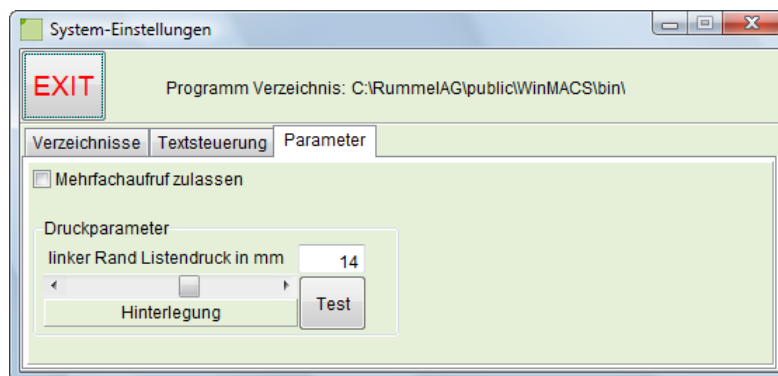 System-Einstellungen
EXIT
Programm Verzeichnis: C:\RummelAG\public\WinMACS\bin\
Verzeichnisse Textsteuerung Parameter
Mehrfachaufruf zulassen
Druckparameter
linker Rand Listendruck in mm 14
Hinterlegung
Test